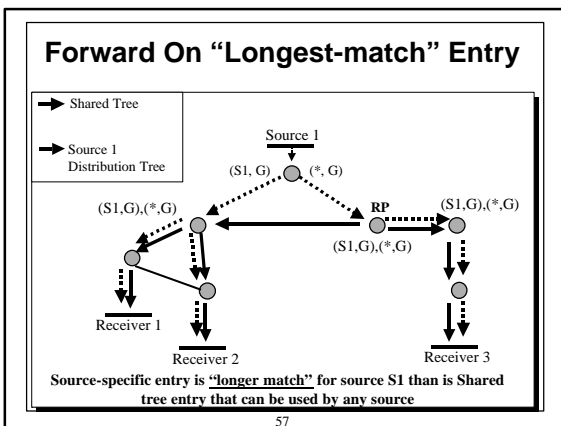 Forward On “Longest-match” Entry
Shared Tree
Source 1
Distribution Tree
Source 1
(S1, G)
(*, G)
(S1,G),(*,G)
RP
(S1,G),(*,G)
(S1,G),(*,G)
Receiver 1
Receiver 2
Receiver 3
Source-specific entry is “longer match” for source S1 than is Shared
tree entry that can be used by any source
57